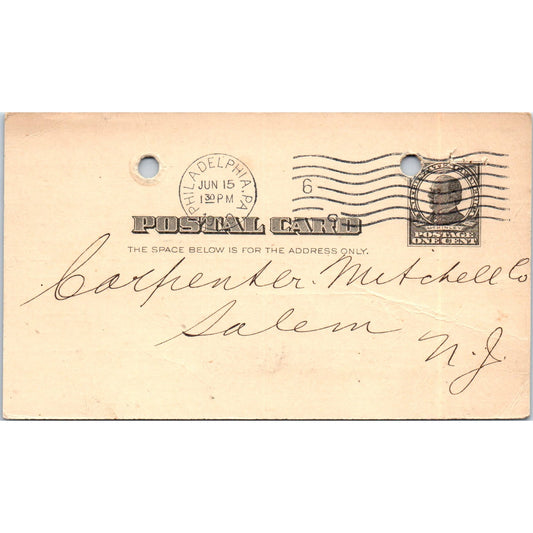 PHILADELPHIA, PA.
JUN 15
1 30 PM
6
POSTAL CARD
THE SPACE BELOW IS FOR THE ADDRESS ONLY.
McKINLEY
POSTAGE
ONE CENT
Carpenter. Mitchell Co
Salem
N.J.